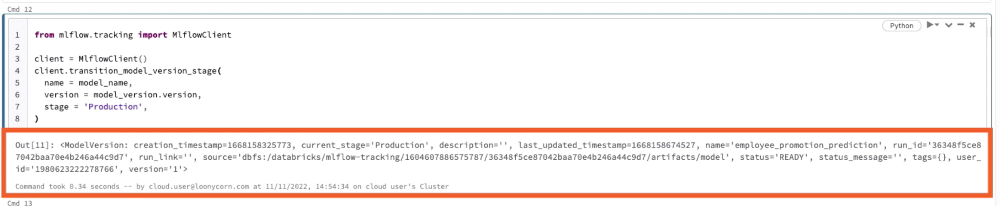 Cmd 12
Python
1 from mlflow.tracking import MlflowClient
2
3 client = MlflowClient()
4 client.transition_model_version_stage(
5   name = model_name,
6   version = model_version.version,
7   stage = 'Production',
8 )
Out[11]: <ModelVersion: creation_timestamp=1668158325773, current_stage='Production', description='', last_updated_timestamp=1668158674527, name='employee_promotion_prediction', run_id='36348f5ce8
7042baa70e4b246a44c9d7', run_link='', source='dbfs:/databricks/mlflow-tracking/1604607886575787/36348f5ce87042baa70e4b246a44c9d7/artifacts/model', status='READY', status_message='', tags={}, user_
id='1980623222278766', version='1'>
Command took 0.34 seconds -- by cloud.user@loonycorn.com at 11/11/2022, 14:54:34 on cloud user's Cluster
Cmd 13